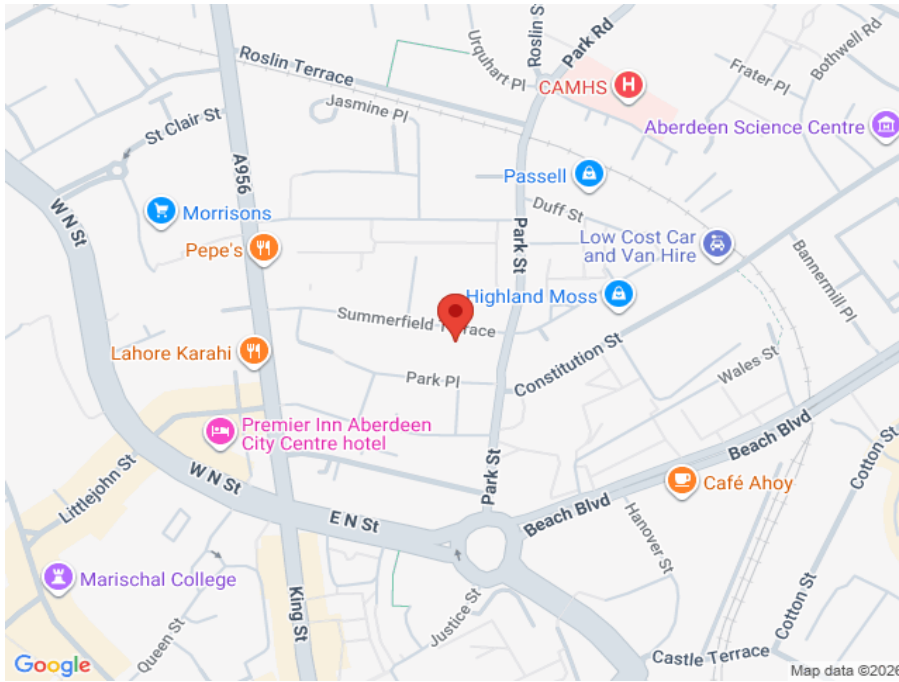 Roslin St
Park Rd
Urquhart Pl
Bothwell Rd
Roslin Terrace
CAMHS
H
Frater Pl
Jasmine Pl
St Clair St
Aberdeen Science Centre
A956
Passell
W N St
Morrisons
Duff St
Park St
Pepe's
Low Cost Car
and Van Hire
Bannermill Pl
Highland Moss
Summerfield Terrace
Lahore Karahi
Constitution St
Wales St
Park Pl
Premier Inn Aberdeen
City Centre hotel
Beach Blvd
Littlejohn St
W N St
Park St
Café Ahoy
Cotton St
E N St
Beach Blvd
Hanover St
Marischal College
King St
Justice St
Queen St
Cotton St
Castle Terrace
Google
Map data ©2026